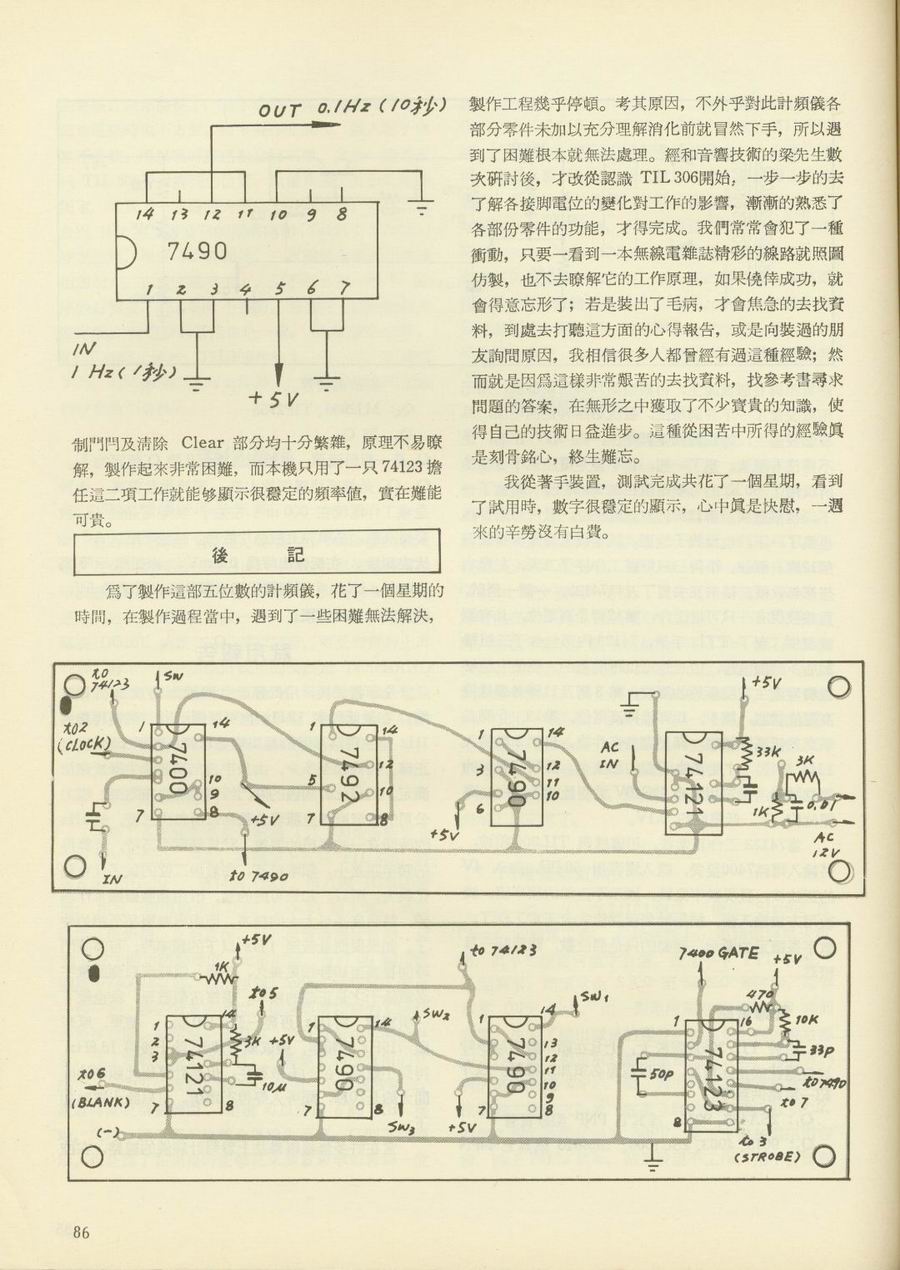 OUT 0.1Hz (10秒)
14 13 12 11 10 9 8
7490
1 2 3 4 5 6 7
IN
1 Hz (1秒)
+5V
制閂門及清除 Clear 部分均十分繁雜，原理不易瞭
解，製作起來非常困難，而本機只用了一只74123擔
任這二項工作就能够顯示很穩定的頻率值，實在難能
可貴。
後 記
爲了製作這部五位數的計頻儀，花了一個星期的
時間，在製作過程當中，遇到了一些困難無法解決，
製作工程幾乎停頓。考其原因，不外乎對此計頻儀各
部分零件未加以充分理解消化前就冒然下手，所以遇
到了困難根本就無法處理。經和音響技術的梁先生數
次研討後，才改從認識 TIL 306開始，一步一步的去
了解各接脚電位的變化對工作的影響，漸漸的熟悉了
各部份零件的功能，才得完成。我們常常會犯了一種
衝動，只要一看到一本無線電雜誌精彩的線路就照圖
仿製，也不去瞭解它的工作原理，如果僥倖成功，就
會得意忘形了；若是裝出了毛病，才會焦急的去找資
料，到處去打聽這方面的心得報告，或是向裝過的朋
友詢問原因，我相信很多人都曾經有過這種經驗；然
而就是因爲這樣非常艱苦的去找資料，找參考書尋求
問題的答案，在無形之中獲取了不少寶貴的知識，使
得自己的技術日益進步。這種從困苦中所得的經驗眞
是刻骨銘心，終生難忘。
我從著手裝置，測試完成共花了一個星期，看到
了試用時，數字很穩定的顯示，心中眞是快慰，一週
來的辛勞沒有白費。
to
74123
SW
to2
(CLOCK)
1 14
7400
10
9
7 8
IN
+5V
to 7490
1 14
7492
12
5
10
7 8
1 14
7490
3 12
11
10
6
+5V
AC
IN
74121
+5V
33K
3K
1K
0.01
AC
12V
+5V
1K
to5
1 14
2
3
74121
3K
10μ
to6
(BLANK)
7 8
(-)
+5V
1 14
7490
SW2
7 8
SW3
to 74123
1 14
7490
13
12
11
10
9
7 8
SW1
+5V
7400 GATE
+5V
470
10K
1 16
74123
50P
33P
to7490
to 7
8
to 3
(STROBE)
86